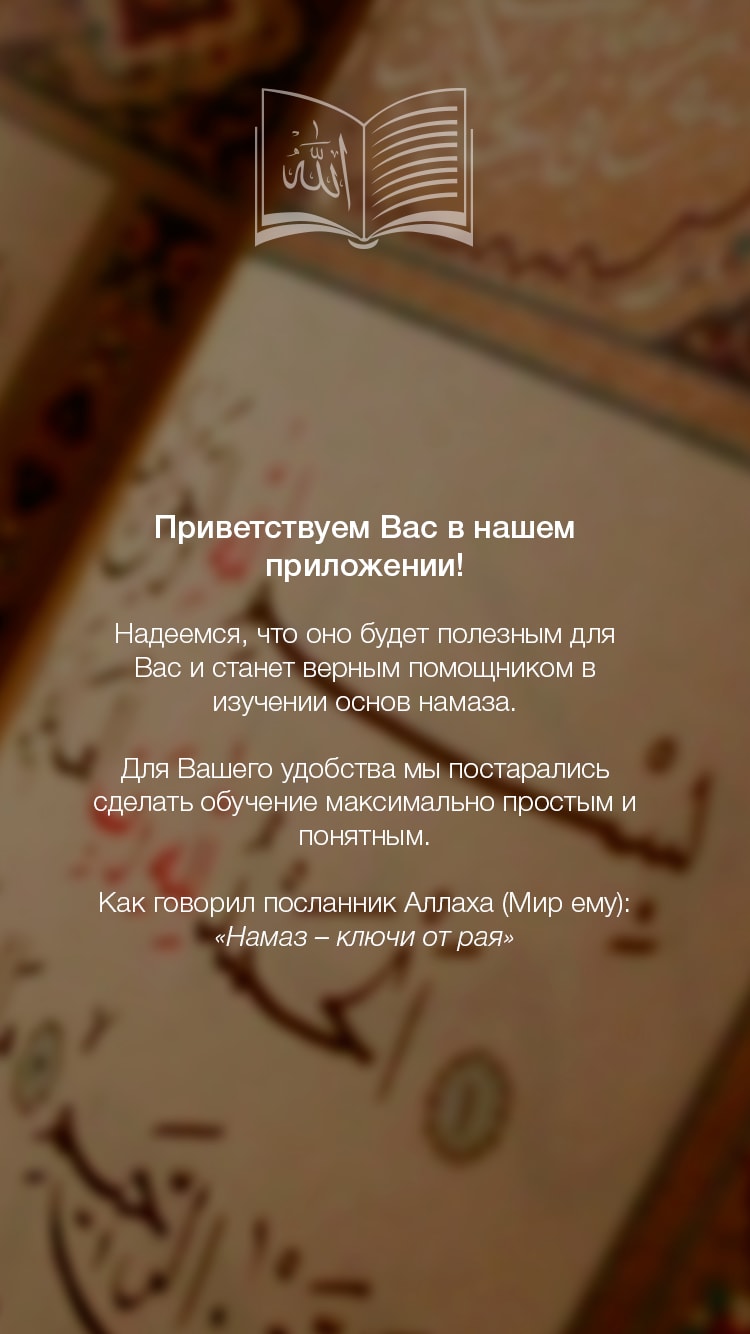 الله
Приветствуем Вас в нашем
приложении!
Надеемся, что оно будет полезным для
Вас и станет верным помощником в
изучении основ намаза.
Для Вашего удобства мы постарались
сделать обучение максимально простым и
понятным.
Как говорил посланник Аллаха (Мир ему):
«Намаз – ключи от рая»